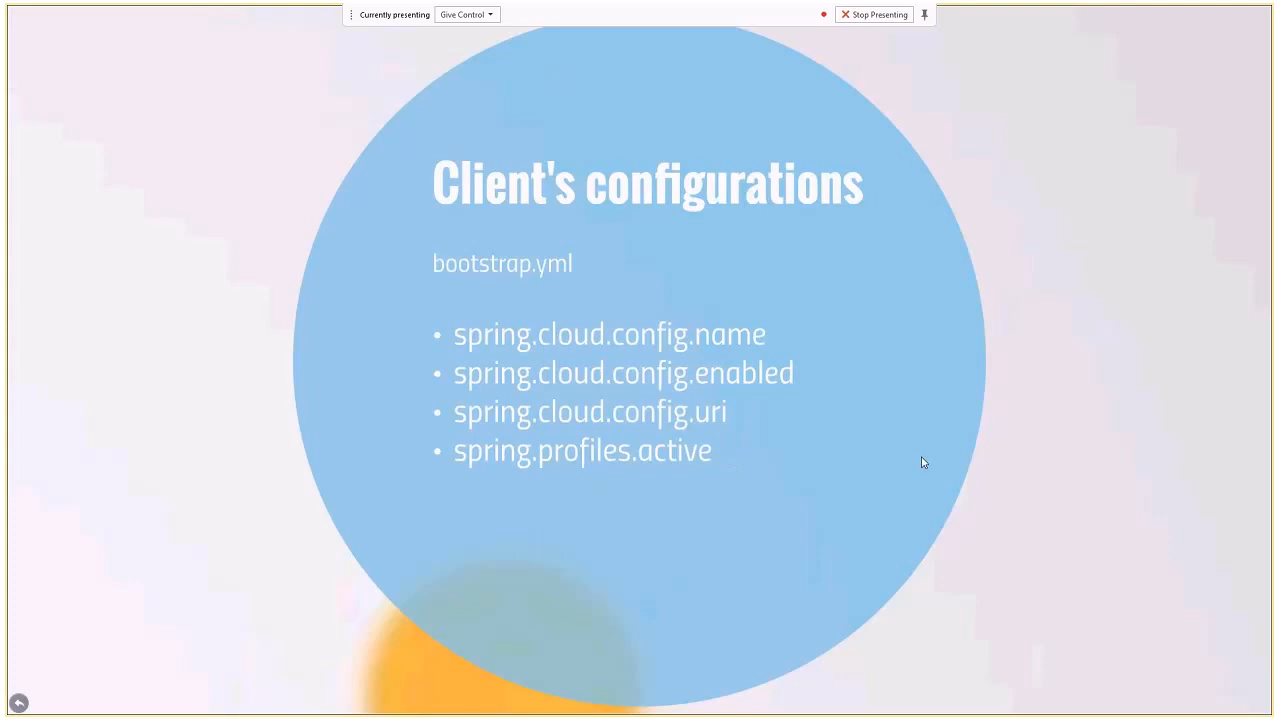 Currently presenting Give Control Stop Presenting
Client's configurations
bootstrap.yml
• spring.cloud.config.name
• spring.cloud.config.enabled
• spring.cloud.config.uri
• spring.profiles.active